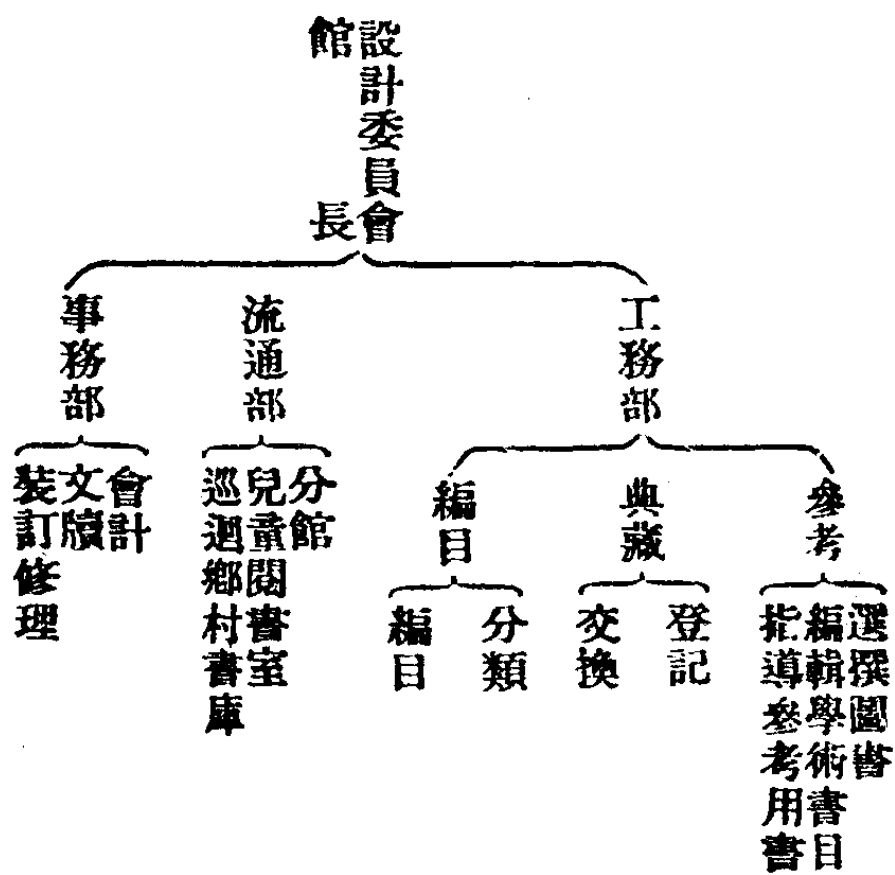 設計委員會
館長
工務部
流通部
事務部
參考
典藏
編目
選撰圖書
編輯學術書目
指導參考用書
登記
交換
分類
編目
分館
兒童閱書室
巡迴鄉村書庫
會計
文牘
裝訂修理